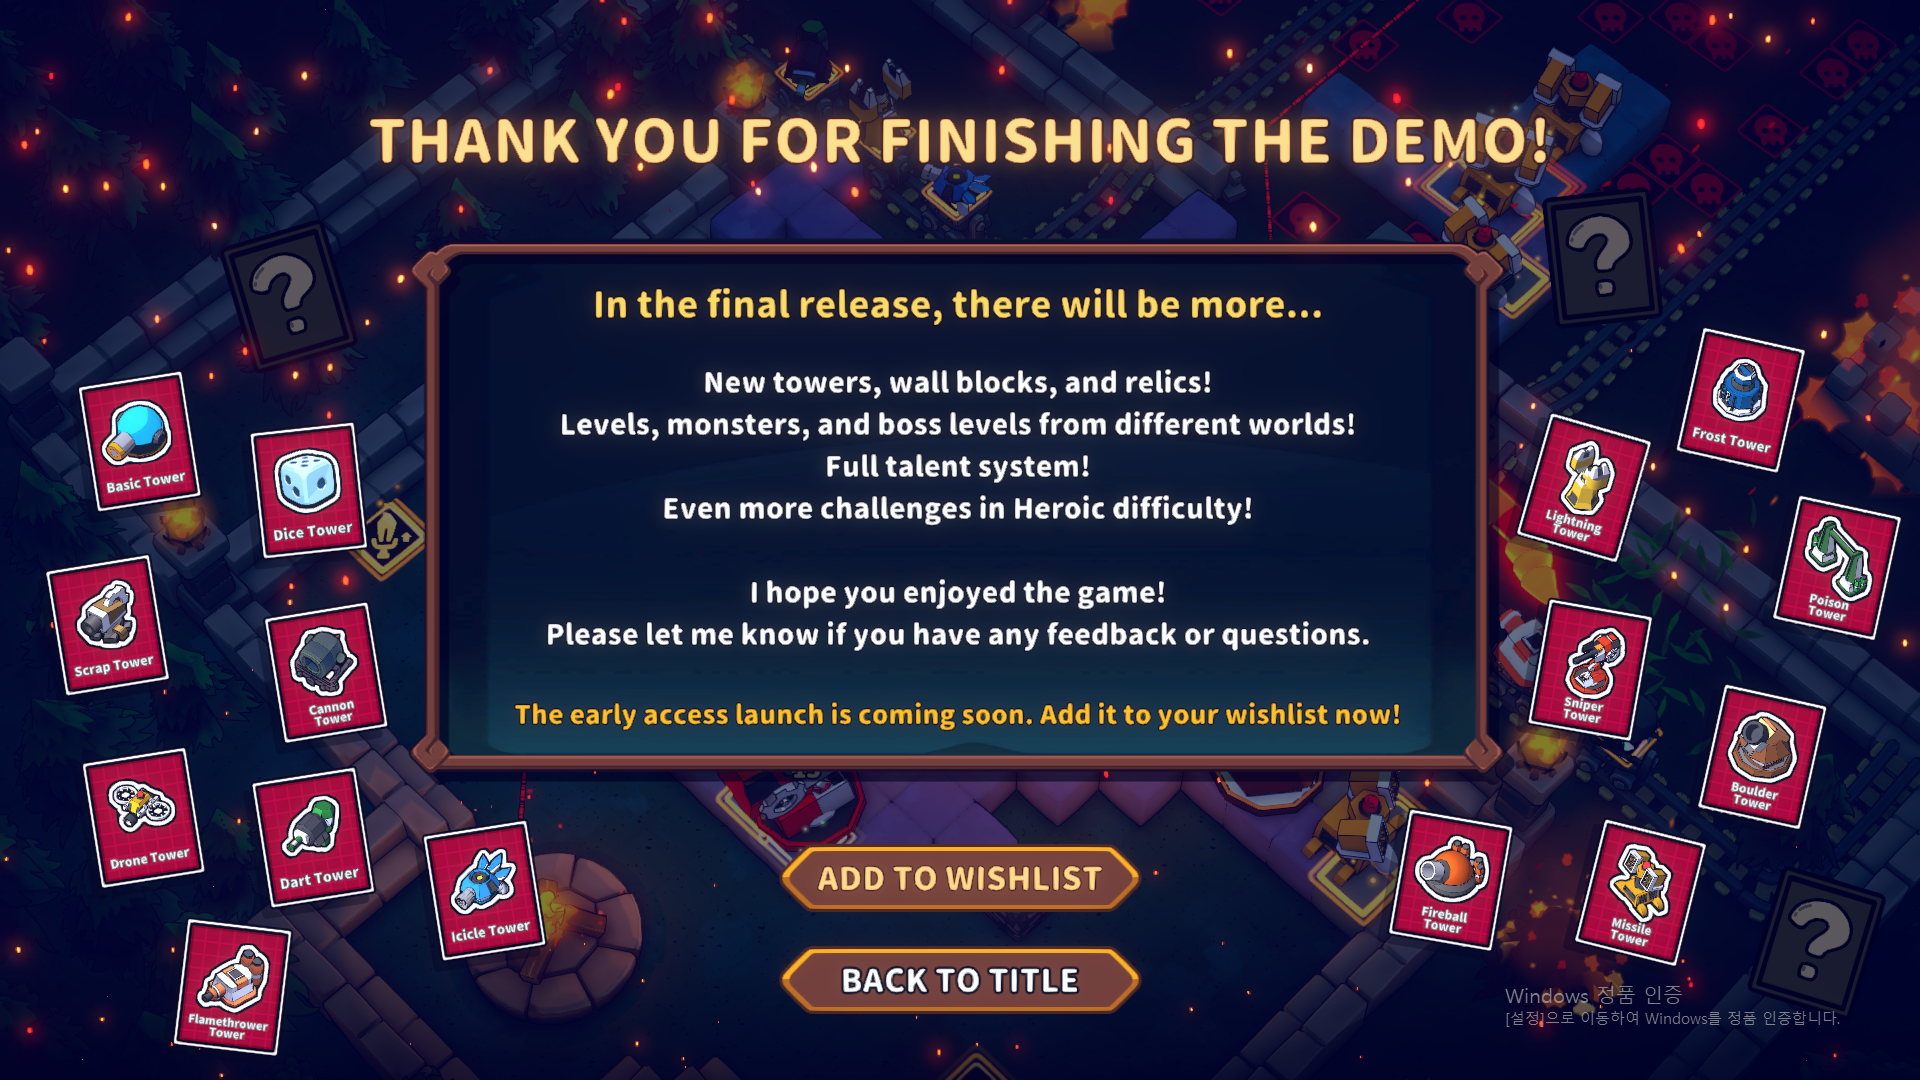 THANK YOU FOR FINISHING THE DEMO!
In the final release, there will be more...
New towers, wall blocks, and relics!
Levels, monsters, and boss levels from different worlds!
Full talent system!
Even more challenges in Heroic difficulty!
I hope you enjoyed the game!
Please let me know if you have any feedback or questions.
The early access launch is coming soon. Add it to your wishlist now!
ADD TO WISHLIST
BACK TO TITLE
?
Basic Tower
Dice Tower
Scrap Tower
Cannon
Tower
Drone Tower
Dart Tower
Icicle Tower
Flamethrower
Tower
?
Frost Tower
Lightning
Tower
Poison
Tower
Sniper
Tower
Boulder
Tower
Fireball
Tower
Missile
Tower
?
Windows 정품 인증
[설정]으로 이동하여 Windows를 정품 인증합니다.